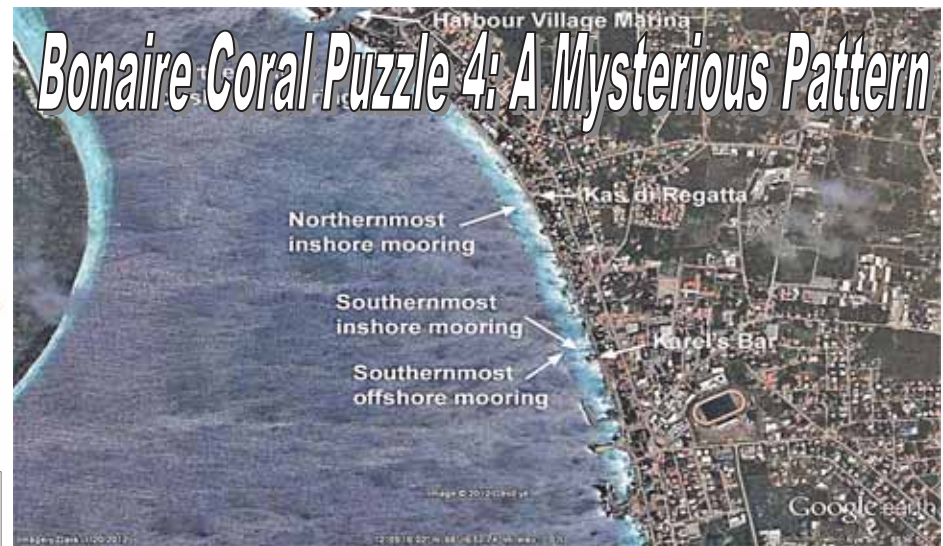 Harbour Village Marina
Bonaire Coral Puzzle 4: A Mysterious Pattern
Kas di Regatta
Northernmost
inshore mooring
Southernmost
inshore mooring
Karel's Bar
Southernmost
offshore mooring
Google earth